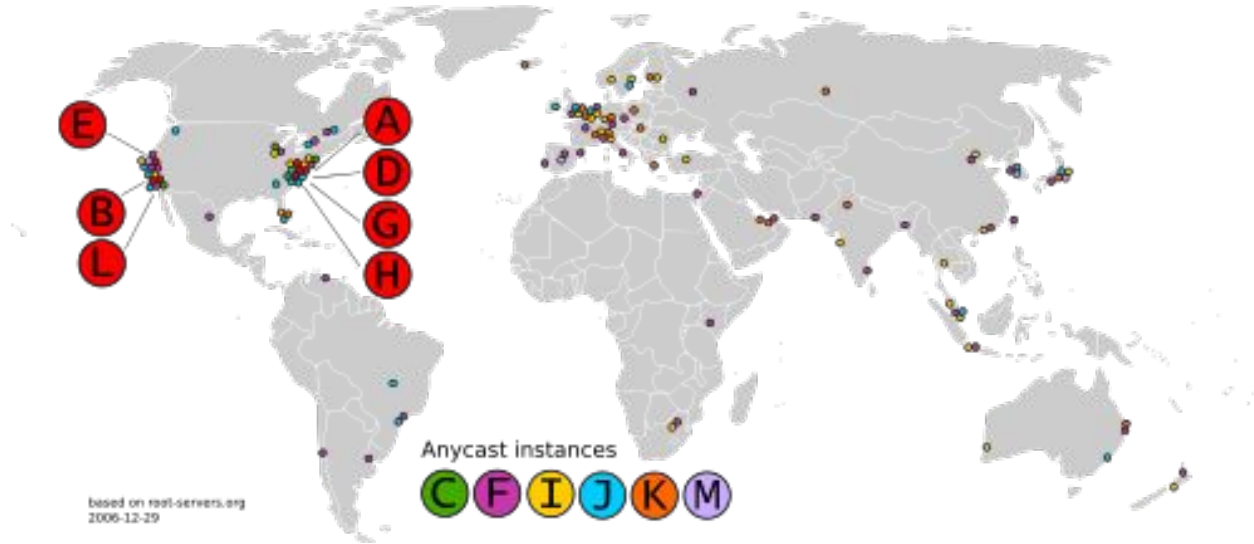 E
A
D
B
G
L
H
Anycast instances
C F I J K M
based on root-servers.org
2006-12-29